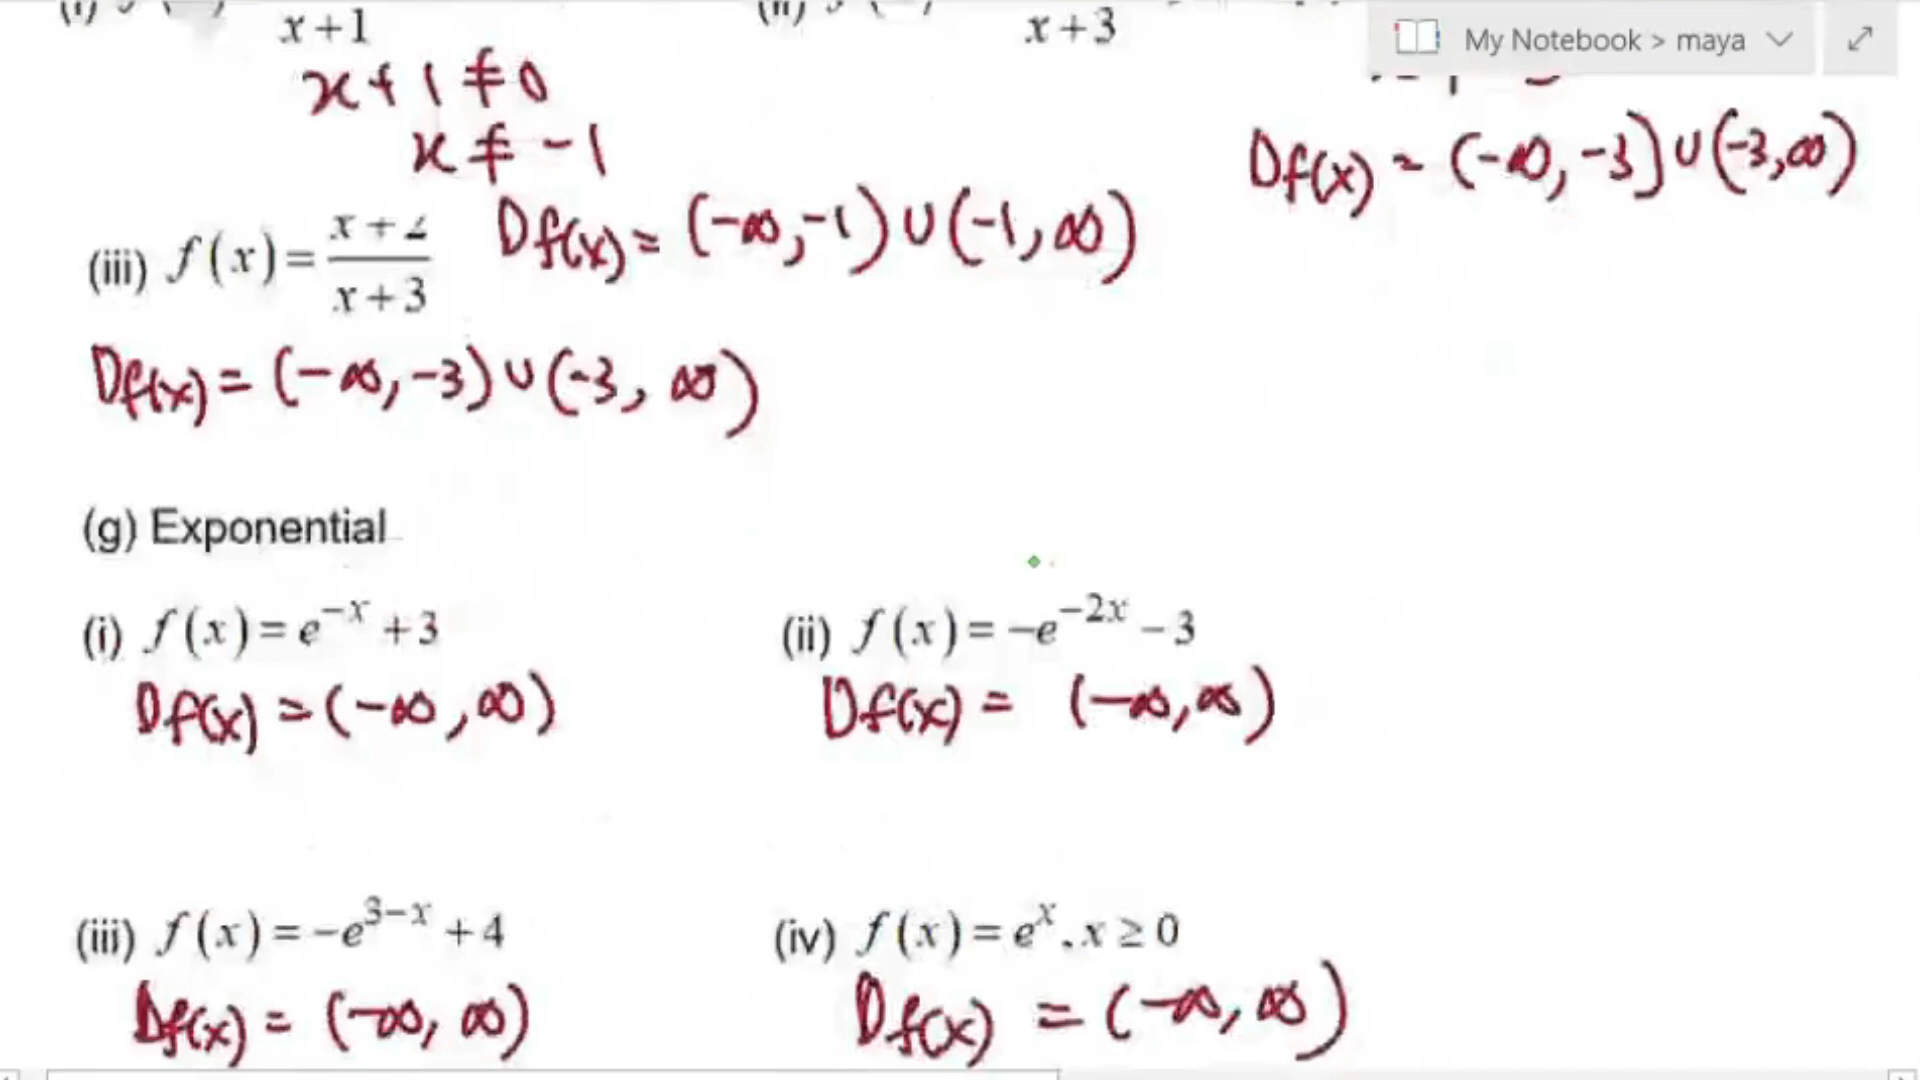 x+1
x+3
My Notebook > maya
x + 1 ≠ 0
x ≠ -1
Df(x) = (-∞, -3] ∪ (-3, ∞)
Df(x) = (-∞, -1) ∪ (-1, ∞)
(iii) f(x) = x+2
x+3
Df(x) = (-∞, -3) ∪ (-3, ∞)
(g) Exponential
(i) f(x) = e^{-x} + 3
(ii) f(x) = -e^{-2x} - 3
Df(x) = (-∞, ∞)
Df(x) = (-∞, ∞)
(iii) f(x) = -e^{3-x} + 4
(iv) f(x) = e^{x}, x ≥ 0
Df(x) = (-∞, ∞)
Df(x) = (-∞, ∞)